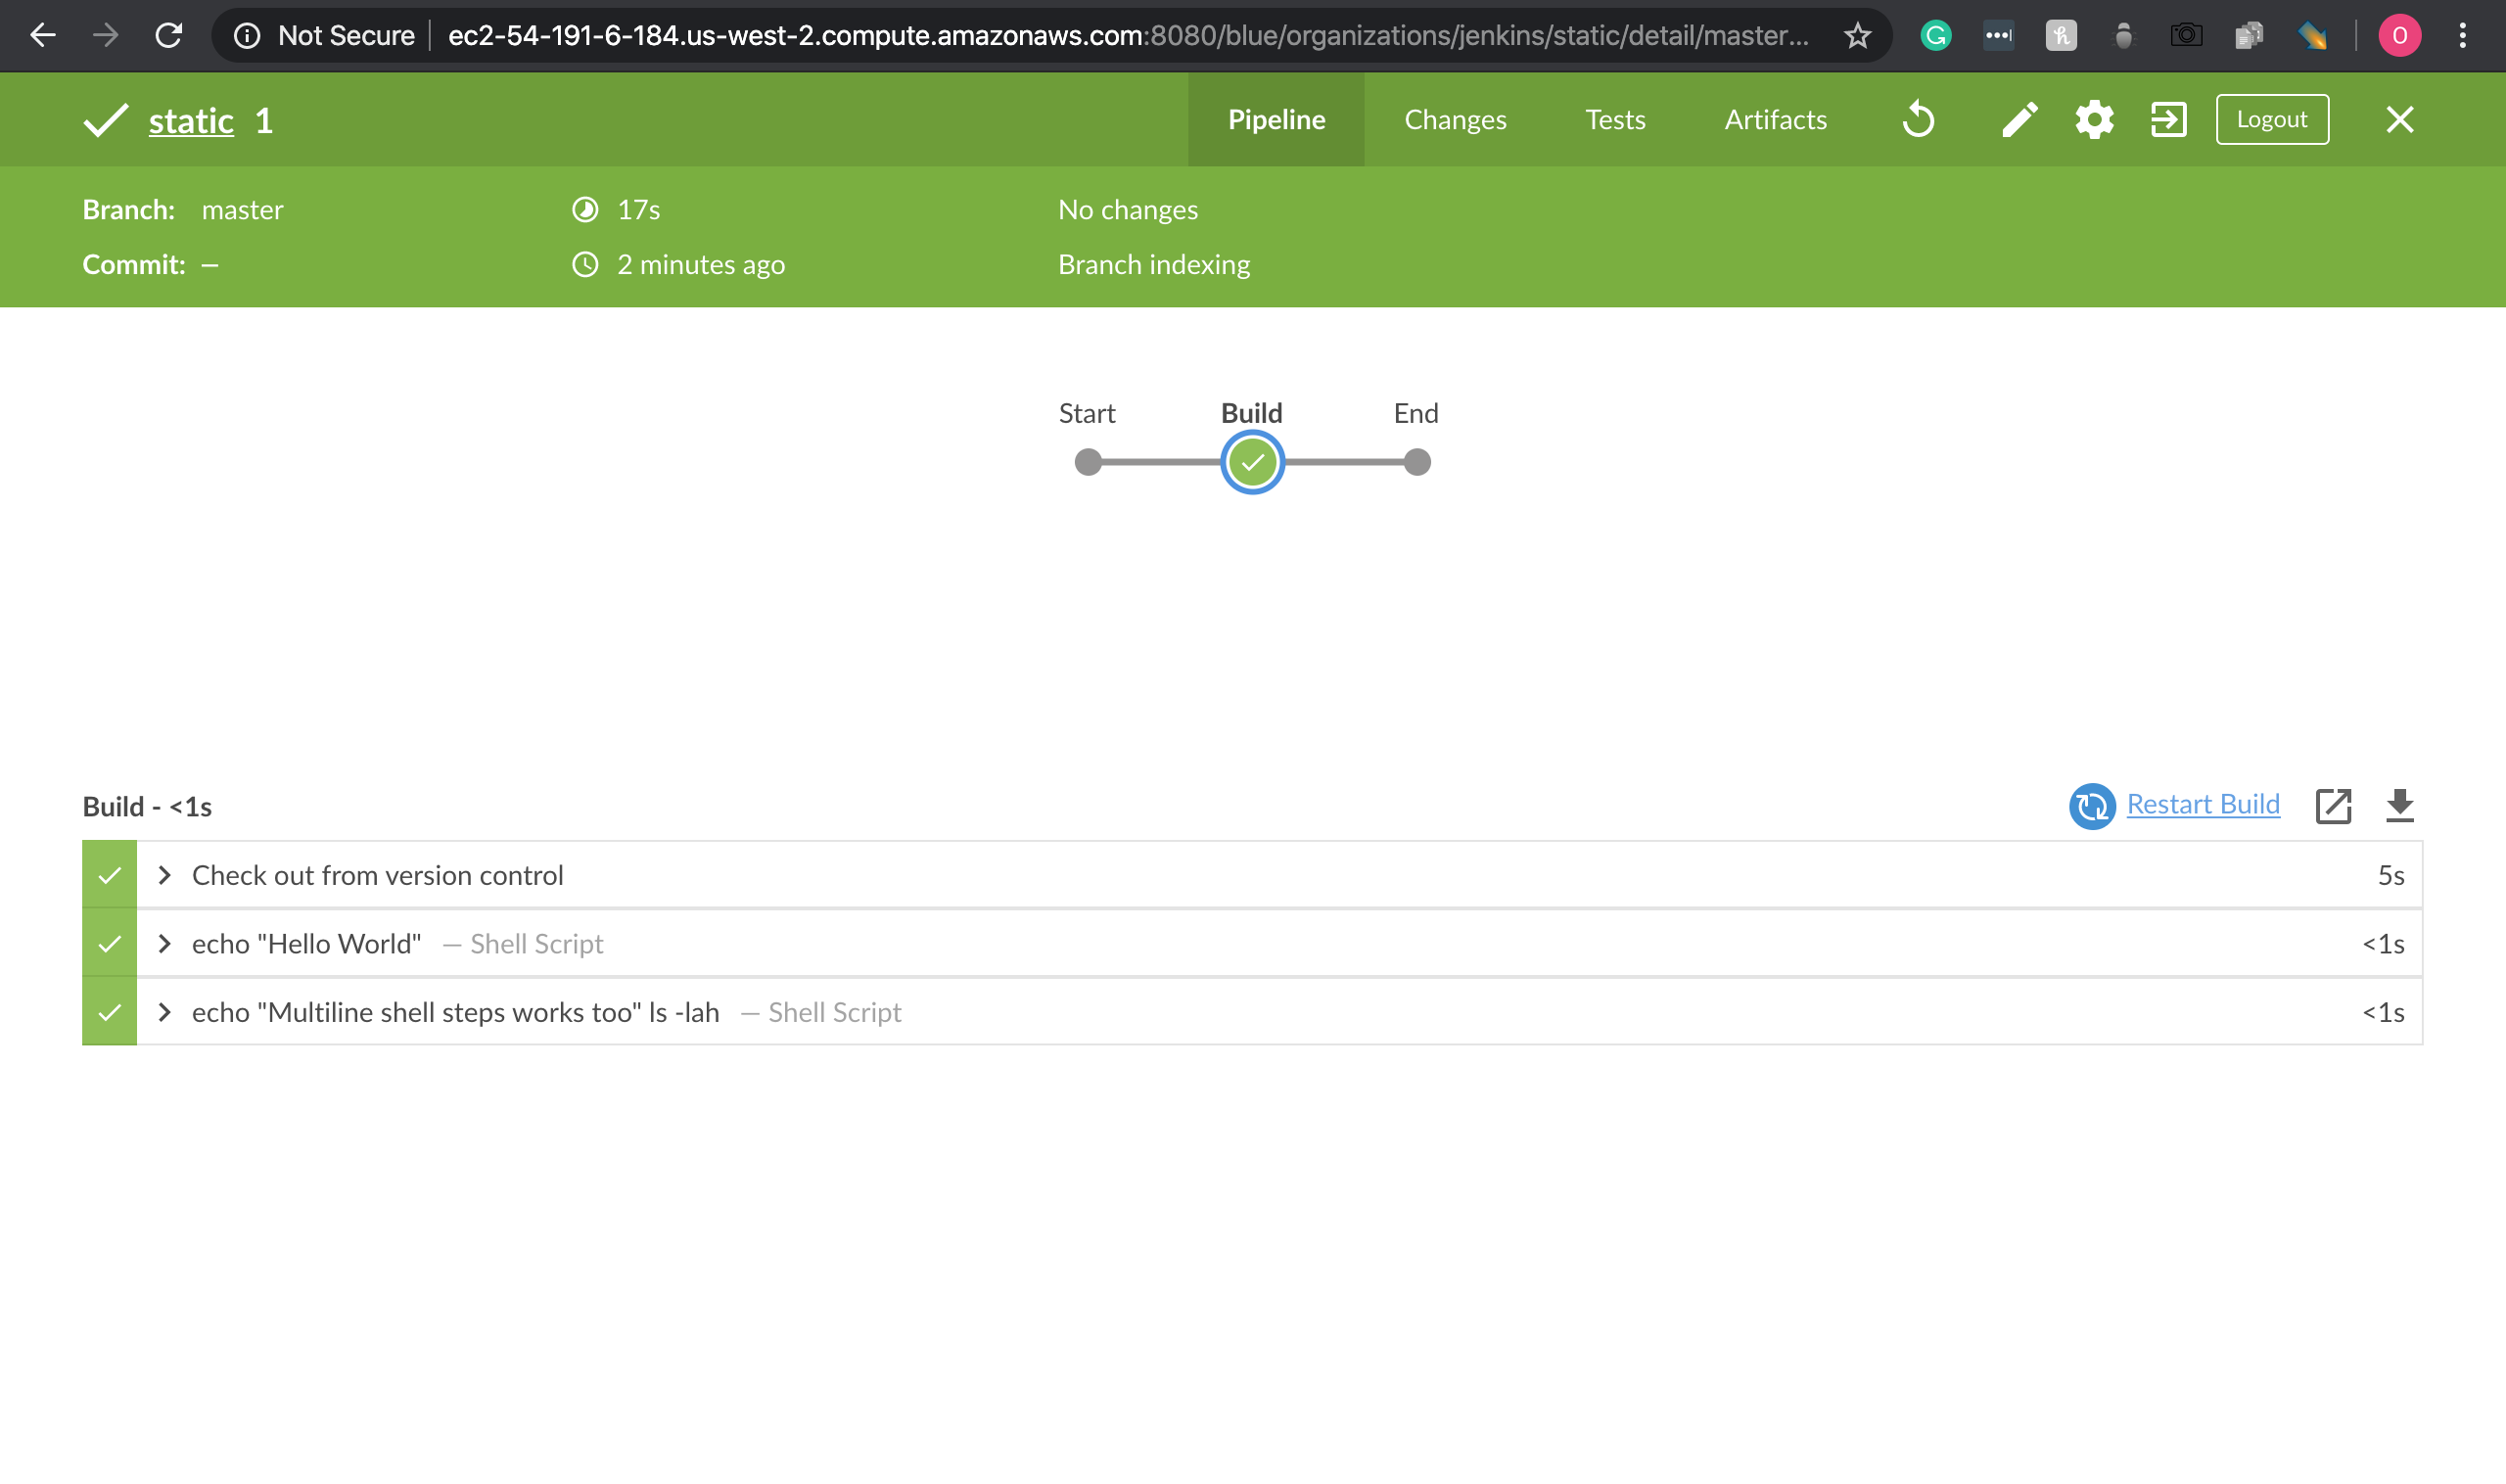 Not Secure ec2-54-191-6-184.us-west-2.compute.amazonaws.com:8080/blue/organizations/jenkins/static/detail/master... O
static 1 Pipeline Changes Tests Artifacts Logout
Branch: master 17s No changes
Commit: — 2 minutes ago Branch indexing
Start Build End
Build - <1s Restart Build
Check out from version control 5s
echo "Hello World" — Shell Script <1s
echo "Multiline shell steps works too" ls -lah — Shell Script <1s